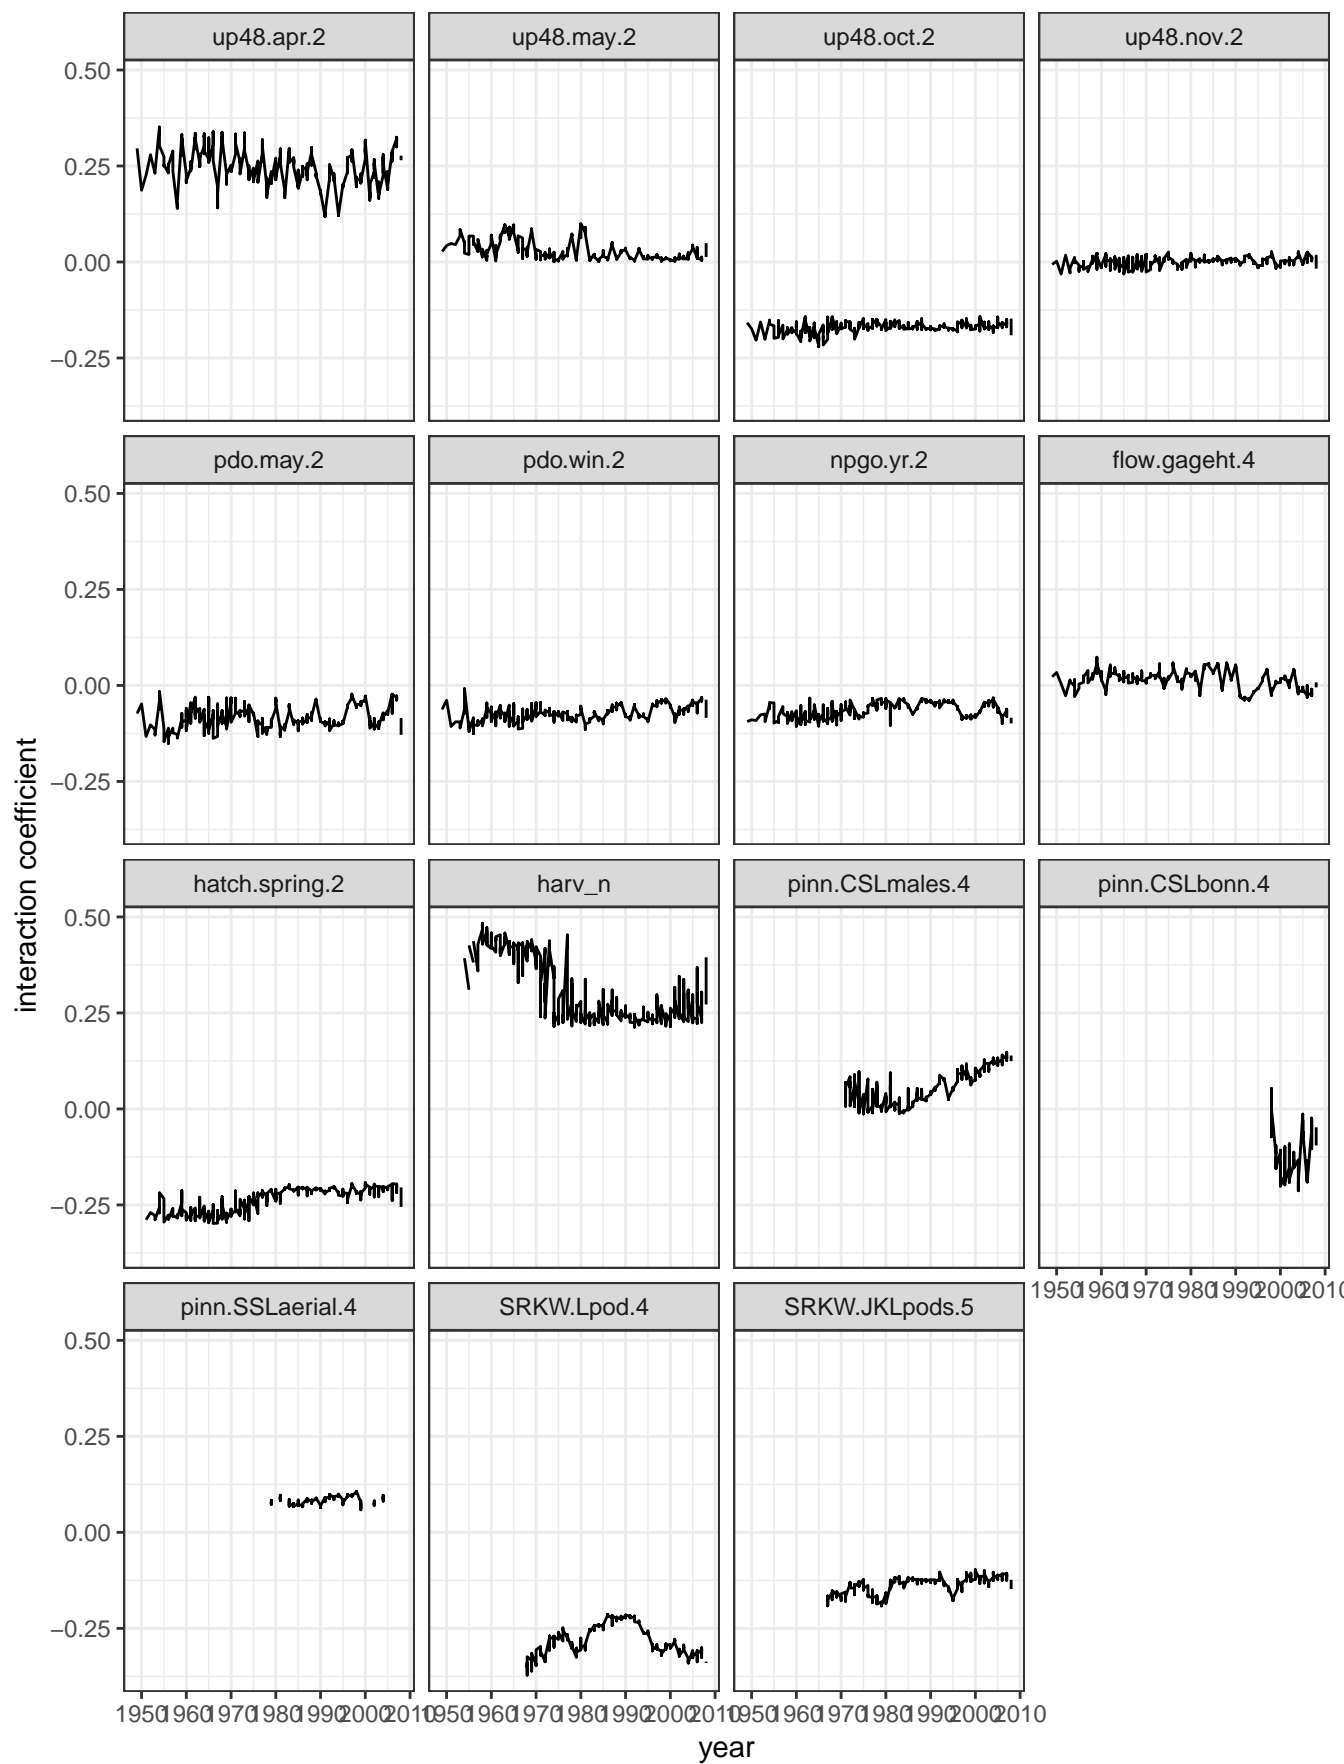 up48.apr.2 up48.may.2 up48.oct.2 up48.nov.2
0.50
0.25
0.00
−0.25
pdo.may.2 pdo.win.2 npgo.yr.2 flow.gageht.4
0.50
0.25
0.00
−0.25
hatch.spring.2 harv_n pinn.CSLmales.4 pinn.CSLbonn.4
0.50
0.25
0.00
−0.25
1950 1960 1970 1980 1990 2000 2010
pinn.SSLaerial.4 SRKW.Lpod.4 SRKW.JKLpods.5
0.50
0.25
0.00
−0.25
1950 1960 1970 1980 1990 2000 2010 1950 1960 1970 1980 1990 2000 2010 1950 1960 1970 1980 1990 2000 2010
year
interaction coefficient